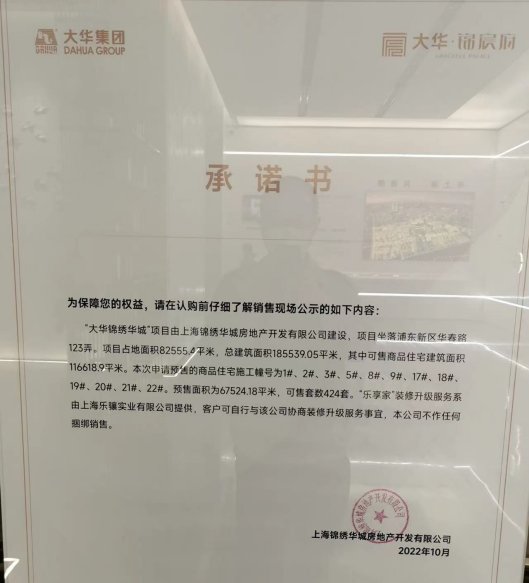 大华集团
DAHUA GROUP
大华·锦宸府
承诺书
为保障您的权益，请在认购前仔细了解销售现场公示的如下内容：
“大华锦绣华城”项目由上海锦绣华城房地产开发有限公司建设，项目坐落浦东新区华春路
123弄。项目占地面积82555.4平米，总建筑面积185539.05平米，其中可售商品住宅建筑面积
116618.9平米。本次申请预售的商品住宅施工幢号为1#、2#、3#、5#、8#、9#、17#、18#、
19#、20#、21#、22#。预售面积为67524.18平米，可售套数424套。“乐享家”装修升级服务系
由上海乐骧实业有限公司提供，客户可自行与该公司协商装修升级服务事宜，本公司不作任何
捆绑销售。
上海锦绣华城房地产开发有限公司
2022年10月